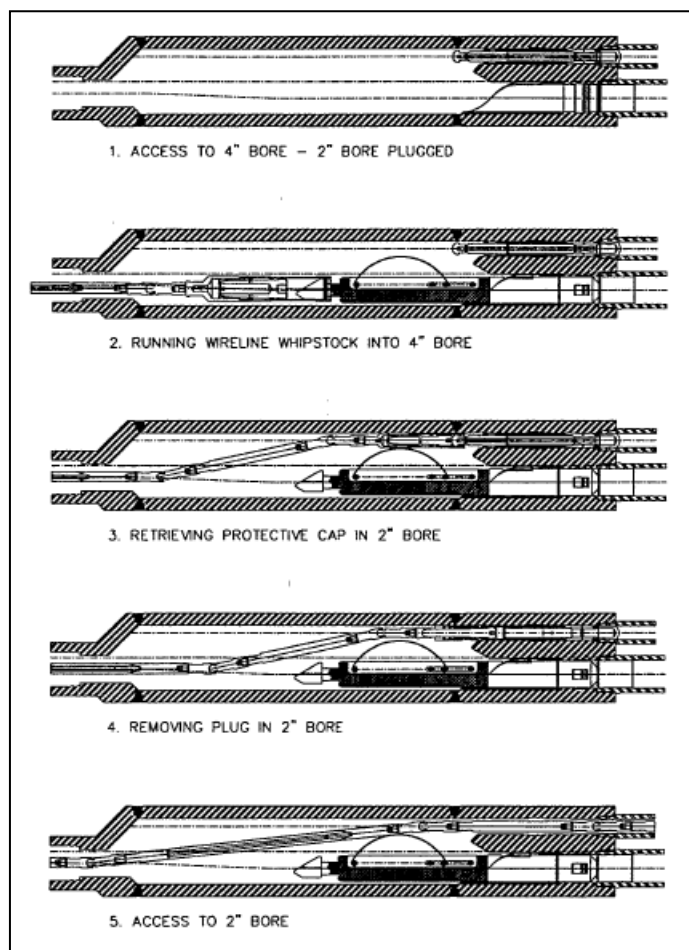 1. ACCESS TO 4" BORE – 2" BORE PLUGGED
2. RUNNING WIRELINE WHIPSTOCK INTO 4" BORE
3. RETRIEVING PROTECTIVE CAP IN 2" BORE
4. REMOVING PLUG IN 2" BORE
5. ACCESS TO 2" BORE